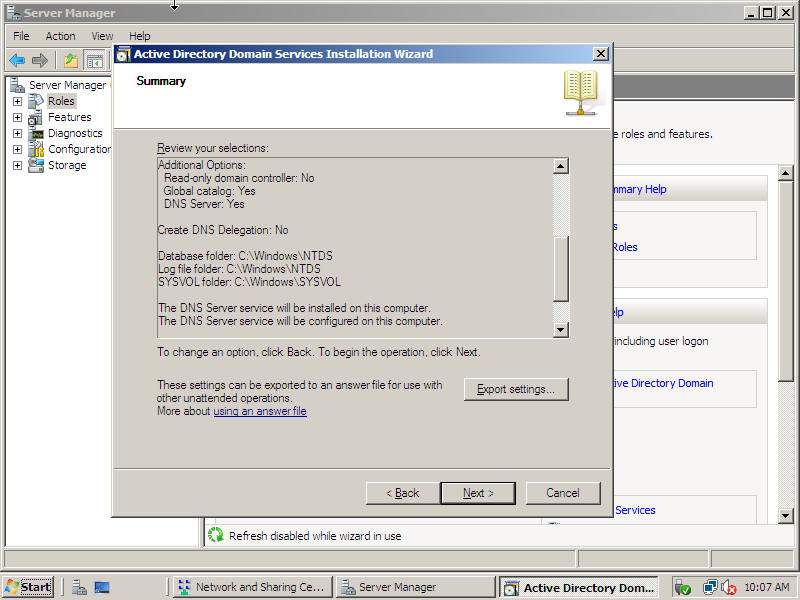 Server Manager
File Action View Help
Active Directory Domain Services Installation Wizard
Summary
Server Manager
Roles
Features
Diagnostics
Configuration
Storage
Review your selections:
Additional Options:
Read-only domain controller: No
Global catalog: Yes
DNS Server: Yes
Create DNS Delegation: No
Database folder: C:\Windows\NTDS
Log file folder: C:\Windows\NTDS
SYSVOL folder: C:\Windows\SYSVOL
The DNS Server service will be installed on this computer.
The DNS Server service will be configured on this computer.
To change an option, click Back. To begin the operation, click Next.
These settings can be exported to an answer file for use with
other unattended operations.
More about using an answer file
Export settings...
< Back
Next >
Cancel
e roles and features.
mmary Help
s
Roles
lp
including user logon
ive Directory Domain
Services
Refresh disabled while wizard in use
Start
Network and Sharing Ce...
Server Manager
Active Directory Dom...
10:07 AM